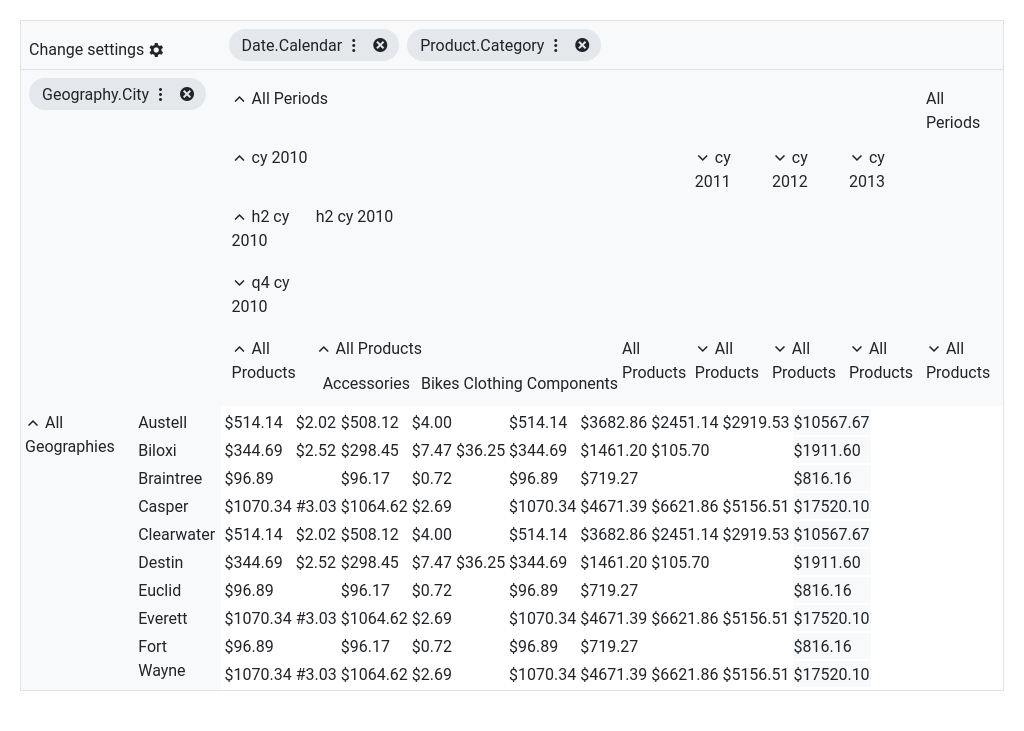 Change settings Date.Calendar Product.Category
Geography.City All Periods All
Periods
cy 2010 cy cy cy
2011 2012 2013
h2 cy h2 cy 2010
2010
q4 cy
2010
All All Products All All All All All
Products Products Products Products Products Products
Accessories Bikes Clothing Components
All Austell $514.14 $2.02 $508.12 $4.00 $514.14 $3682.86 $2451.14 $2919.53 $10567.67
Geographies Biloxi $344.69 $2.52 $298.45 $7.47 $36.25 $344.69 $1461.20 $105.70 $1911.60
Braintree $96.89 $96.17 $0.72 $96.89 $719.27 $816.16
Casper $1070.34 #3.03 $1064.62 $2.69 $1070.34 $4671.39 $6621.86 $5156.51 $17520.10
Clearwater $514.14 $2.02 $508.12 $4.00 $514.14 $3682.86 $2451.14 $2919.53 $10567.67
Destin $344.69 $2.52 $298.45 $7.47 $36.25 $344.69 $1461.20 $105.70 $1911.60
Euclid $96.89 $96.17 $0.72 $96.89 $719.27 $816.16
Everett $1070.34 #3.03 $1064.62 $2.69 $1070.34 $4671.39 $6621.86 $5156.51 $17520.10
Fort $96.89 $96.17 $0.72 $96.89 $719.27 $816.16
Wayne $1070.34 #3.03 $1064.62 $2.69 $1070.34 $4671.39 $6621.86 $5156.51 $17520.10